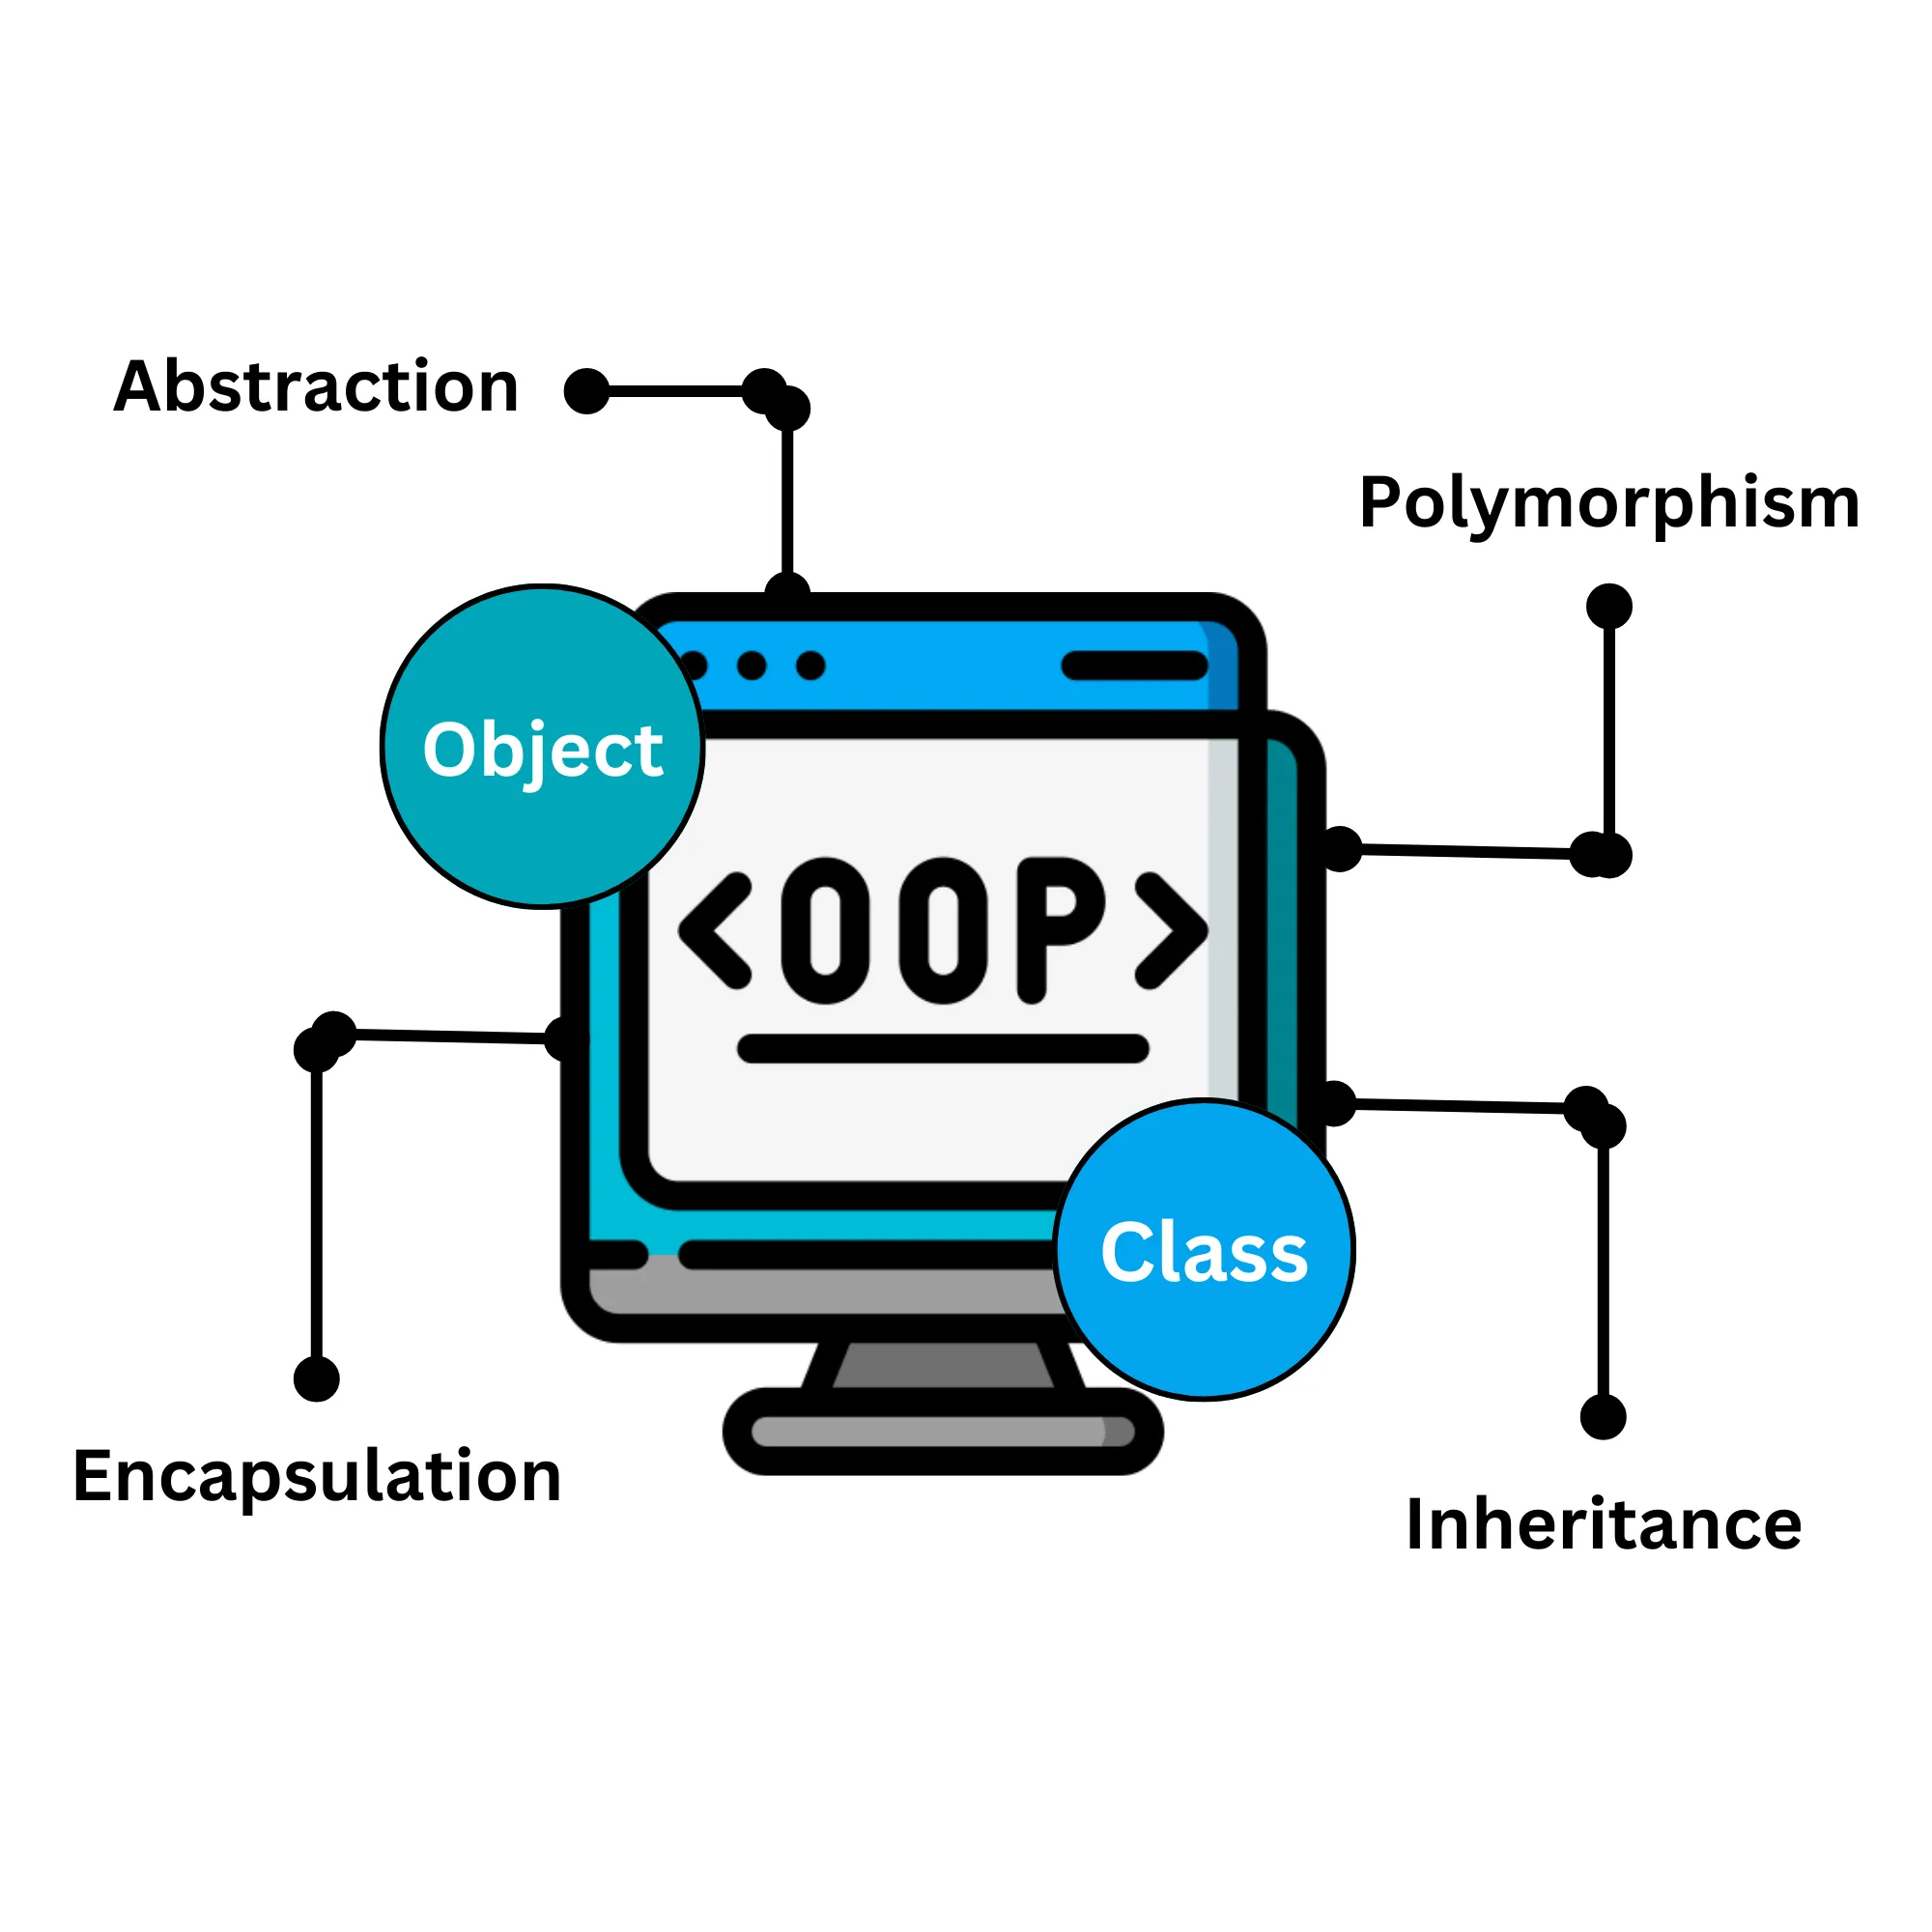 Abstraction
Polymorphism
Object
<OOP>
Class
Encapsulation
Inheritance